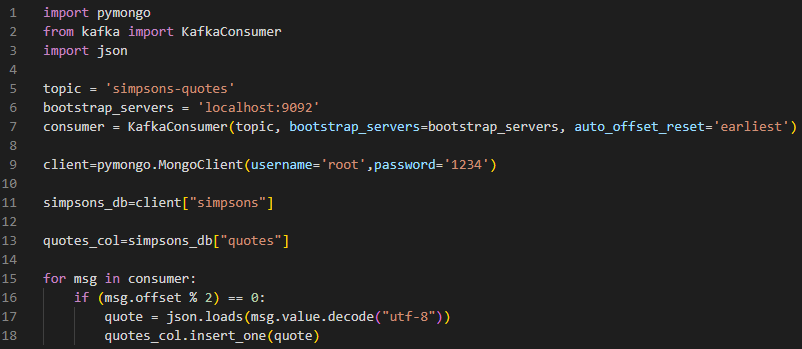 1 import pymongo
2 from kafka import KafkaConsumer
3 import json
4
5 topic = 'simpsons-quotes'
6 bootstrap_servers = 'localhost:9092'
7 consumer = KafkaConsumer(topic, bootstrap_servers=bootstrap_servers, auto_offset_reset='earliest')
8
9 client=pymongo.MongoClient(username='root',password='1234')
10
11 simpsons_db=client["simpsons"]
12
13 quotes_col=simpsons_db["quotes"]
14
15 for msg in consumer:
16     if (msg.offset % 2) == 0:
17         quote = json.loads(msg.value.decode("utf-8"))
18         quotes_col.insert_one(quote)